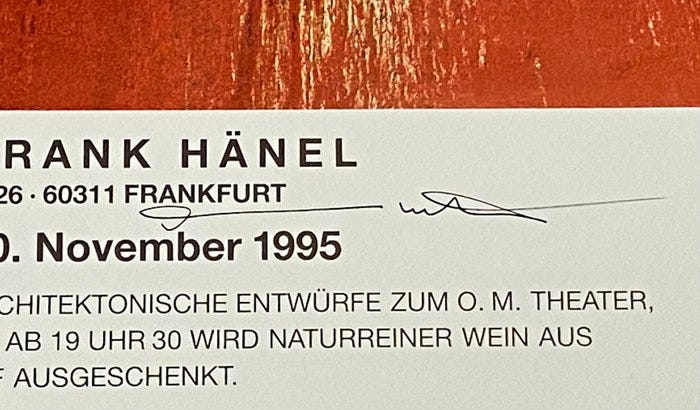 RANK HÄNEL
26 · 60311 FRANKFURT
0. November 1995
CHITEKTONISCHE ENTWÜRFE ZUM O. M. THEATER,
AB 19 UHR 30 WIRD NATURREINER WEIN AUS
F AUSGESCHENKT.